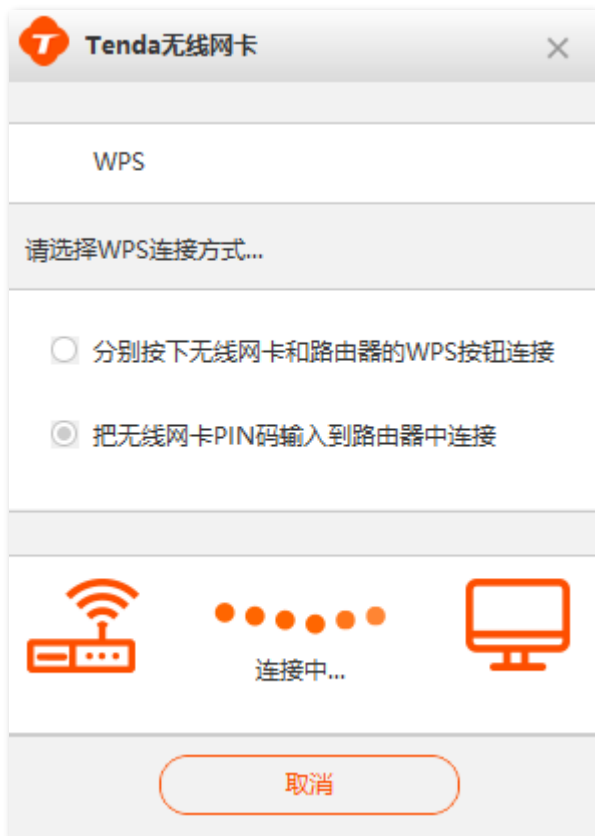 Tenda无线网卡
WPS
请选择WPS连接方式...
分别按下无线网卡和路由器的WPS按钮连接
把无线网卡PIN码输入到路由器中连接
连接中...
取消